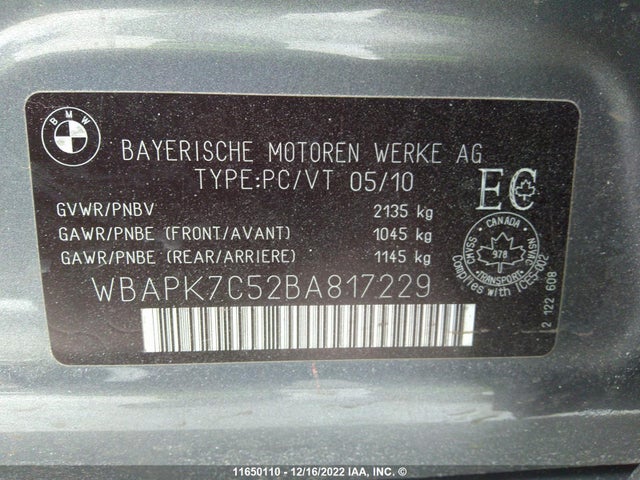 BMW
BAYERISCHE MOTOREN WERKE AG
TYPE:PC/VT 05/10
EC
GVWR/PNBV 2135 kg
GAWR/PNBE (FRONT/AVANT) 1045 kg
GAWR/PNBE (REAR/ARRIERE) 1145 kg
CANADA
978
TRANSPORT
CMVSS NSVAC
Complies with ICES-002
WBAPK7C52BA817229
2 122 608
11650110 - 12/16/2022 IAA, INC. ©